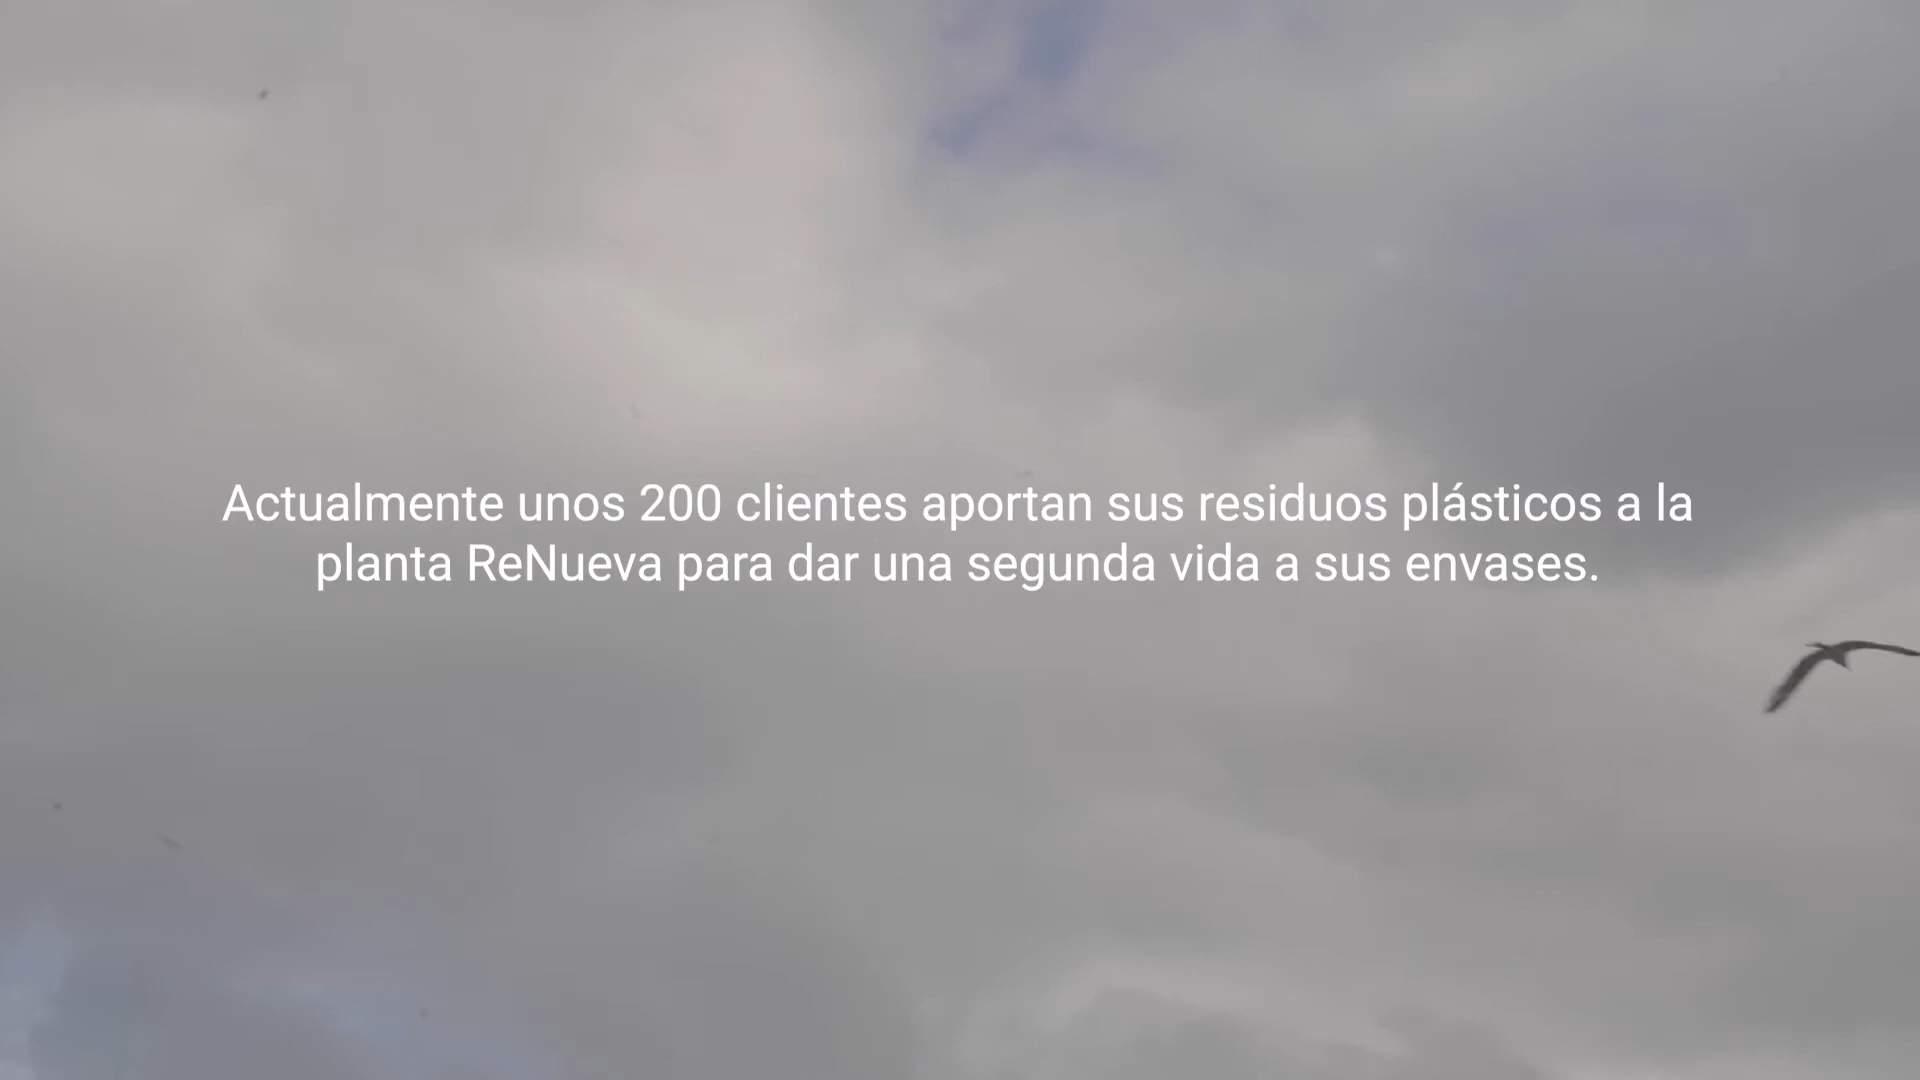 Actualmente unos 200 clientes aportan sus residuos plásticos a la
planta ReNueva para dar una segunda vida a sus envases.